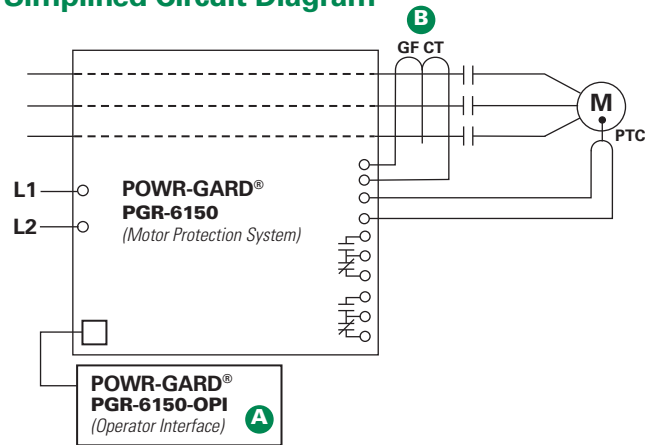 Simplified Circuit Diagram
B
GF CT
M
PTC
L1
L2
POWR-GARD®
PGR-6150
(Motor Protection System)
POWR-GARD®
PGR-6150-OPI
(Operator Interface)
A